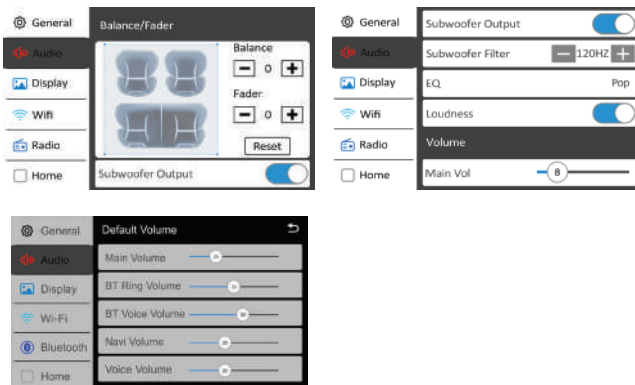 General
Audio
Display
Wifi
Radio
Home
Balance/Fader
Balance
0
Fader
0
Reset
Subwoofer Output
General
Audio
Display
Wifi
Radio
Home
Subwoofer Output
Subwoofer Filter 120HZ
EQ Pop
Loudness
Volume
Main Vol 8
General
Audio
Display
Wi-Fi
Bluetooth
Home
Default Volume
Main Volume
BT Ring Volume
BT Voice Volume
Navi Volume
Voice Volume